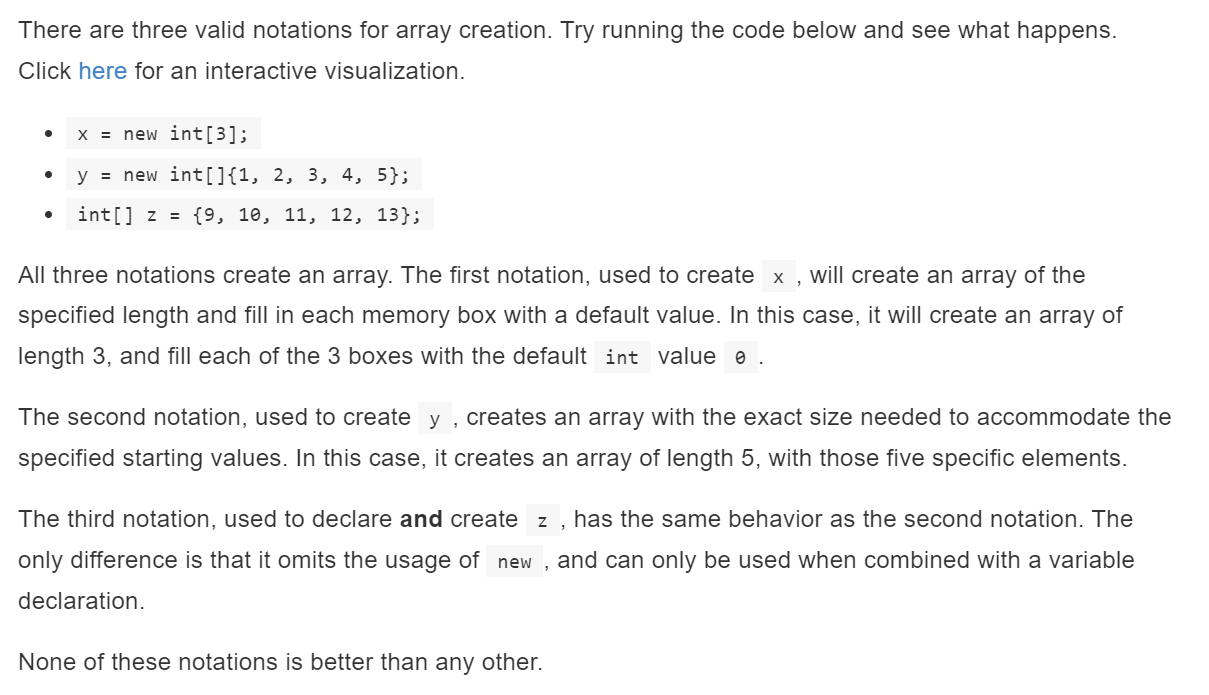 There are three valid notations for array creation. Try running the code below and see what happens.
Click here for an interactive visualization.
x = new int[3];
y = new int[]{1, 2, 3, 4, 5};
int[] z = {9, 10, 11, 12, 13};
All three notations create an array. The first notation, used to create x , will create an array of the
specified length and fill in each memory box with a default value. In this case, it will create an array of
length 3, and fill each of the 3 boxes with the default int value 0 .
The second notation, used to create y , creates an array with the exact size needed to accommodate the
specified starting values. In this case, it creates an array of length 5, with those five specific elements.
The third notation, used to declare and create z , has the same behavior as the second notation. The
only difference is that it omits the usage of new , and can only be used when combined with a variable
declaration.
None of these notations is better than any other.